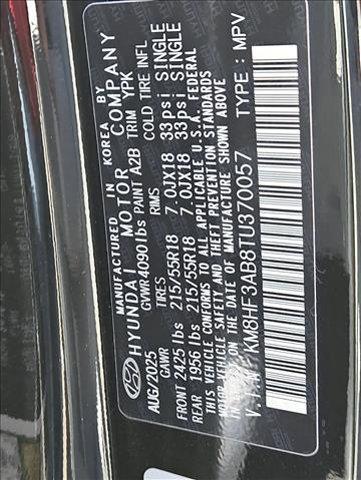 MANUFACTURED BY
IN KOREA BY
HYUNDAI MOTOR COMPANY
AUG/2025 GVWR 4090 lbs PAINT A2B TRIM YPK
GAWR TIRES RIMS COLD TIRE INFL
FRONT 2425 lbs 215/55R18 7.0JX18 33psi SINGLE
REAR 1956 lbs 215/55R18 7.0JX18 33psi SINGLE
THIS VEHICLE CONFORMS TO ALL APPLICABLE U.S.A. FEDERAL
MOTOR VEHICLE SAFETY AND THEFT PREVENTION
STANDARDS IN EFFECT ON THE DATE OF
MANUFACTURE SHOWN ABOVE
KM8HF3AB8TU370057 TYPE : MPV